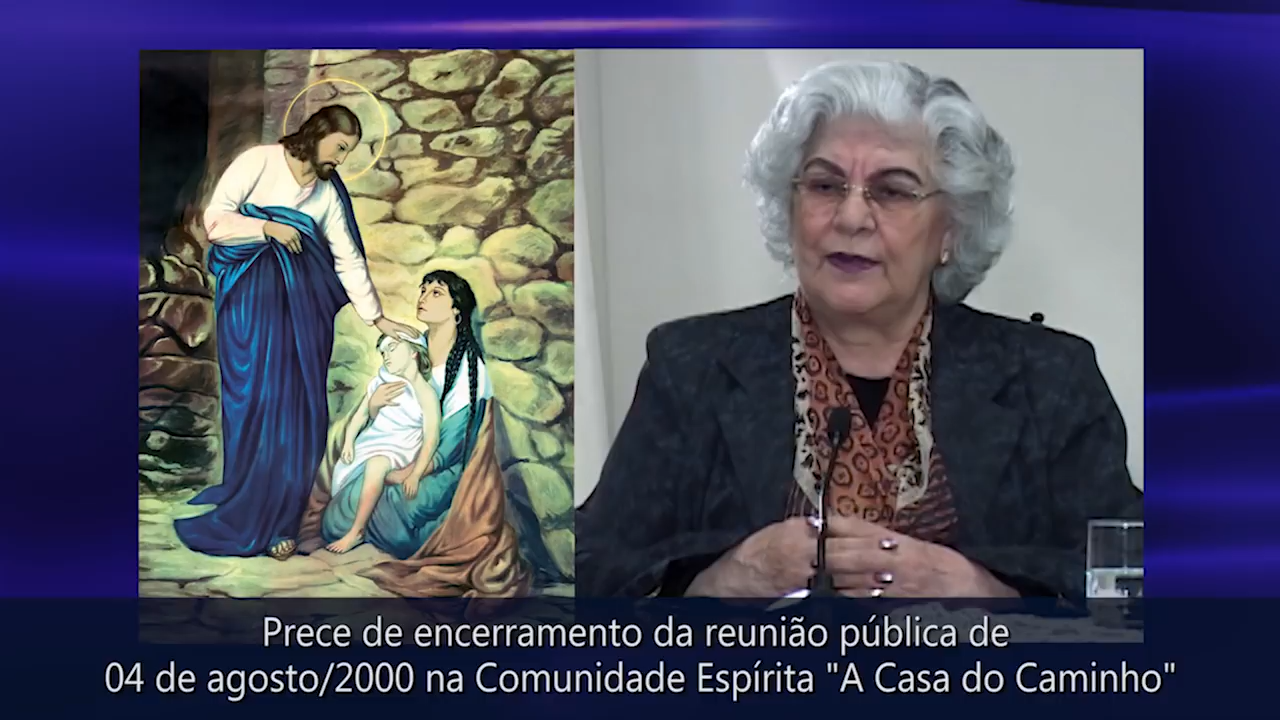 Prece de encerramento da reunião pública de
04 de agosto/2000 na Comunidade Espírita "A Casa do Caminho"